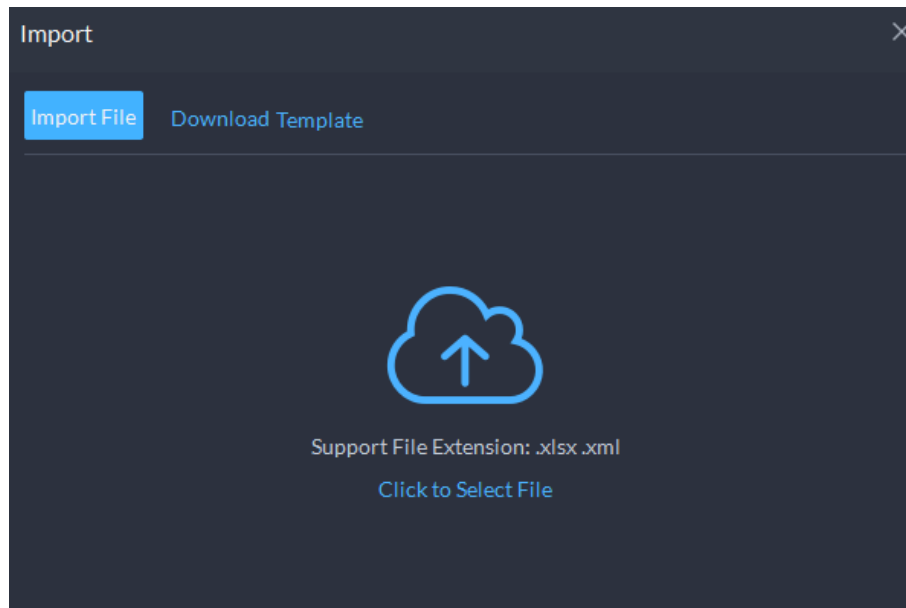 Import
Import File
Download Template
Support File Extension: .xlsx .xml
Click to Select File